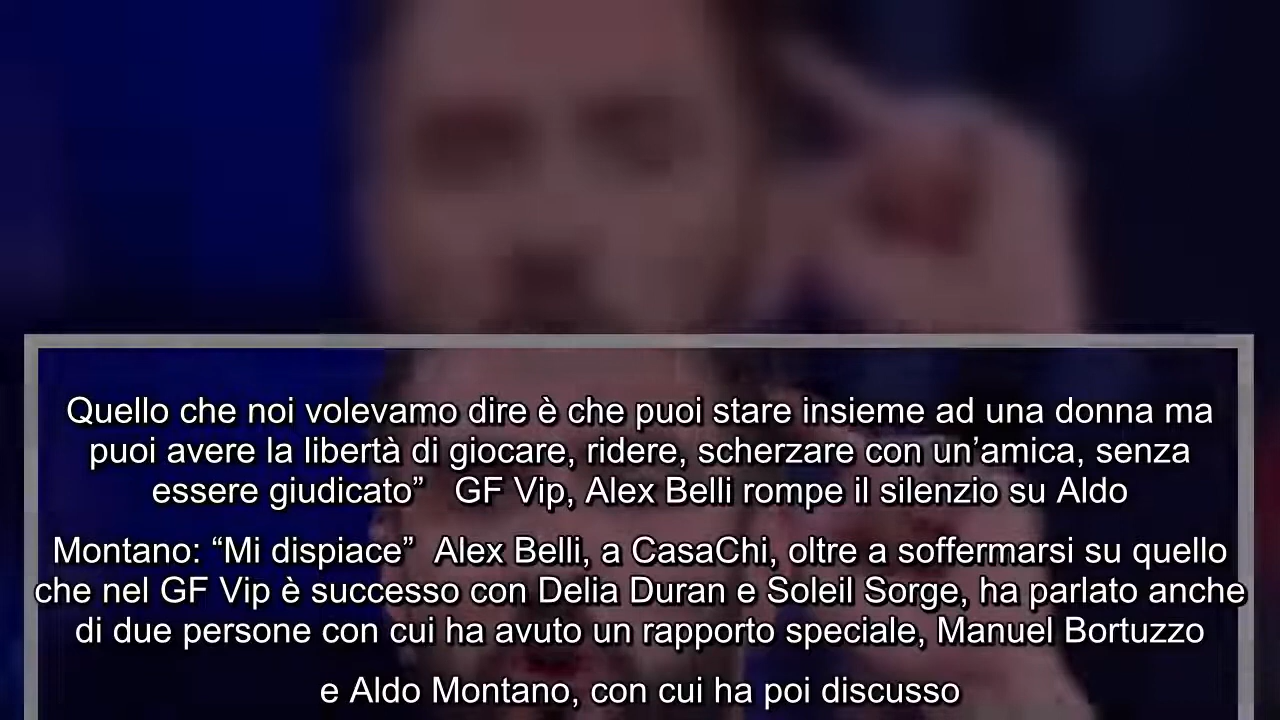 Quello che noi volevamo dire è che puoi stare insieme ad una donna ma
puoi avere la libertà di giocare, ridere, scherzare con un’amica, senza
essere giudicato” GF Vip, Alex Belli rompe il silenzio su Aldo
Montano: “Mi dispiace” Alex Belli, a CasaChi, oltre a soffermarsi su quello
che nel GF Vip è successo con Delia Duran e Soleil Sorge, ha parlato anche
di due persone con cui ha avuto un rapporto speciale, Manuel Bortuzzo
e Aldo Montano, con cui ha poi discusso